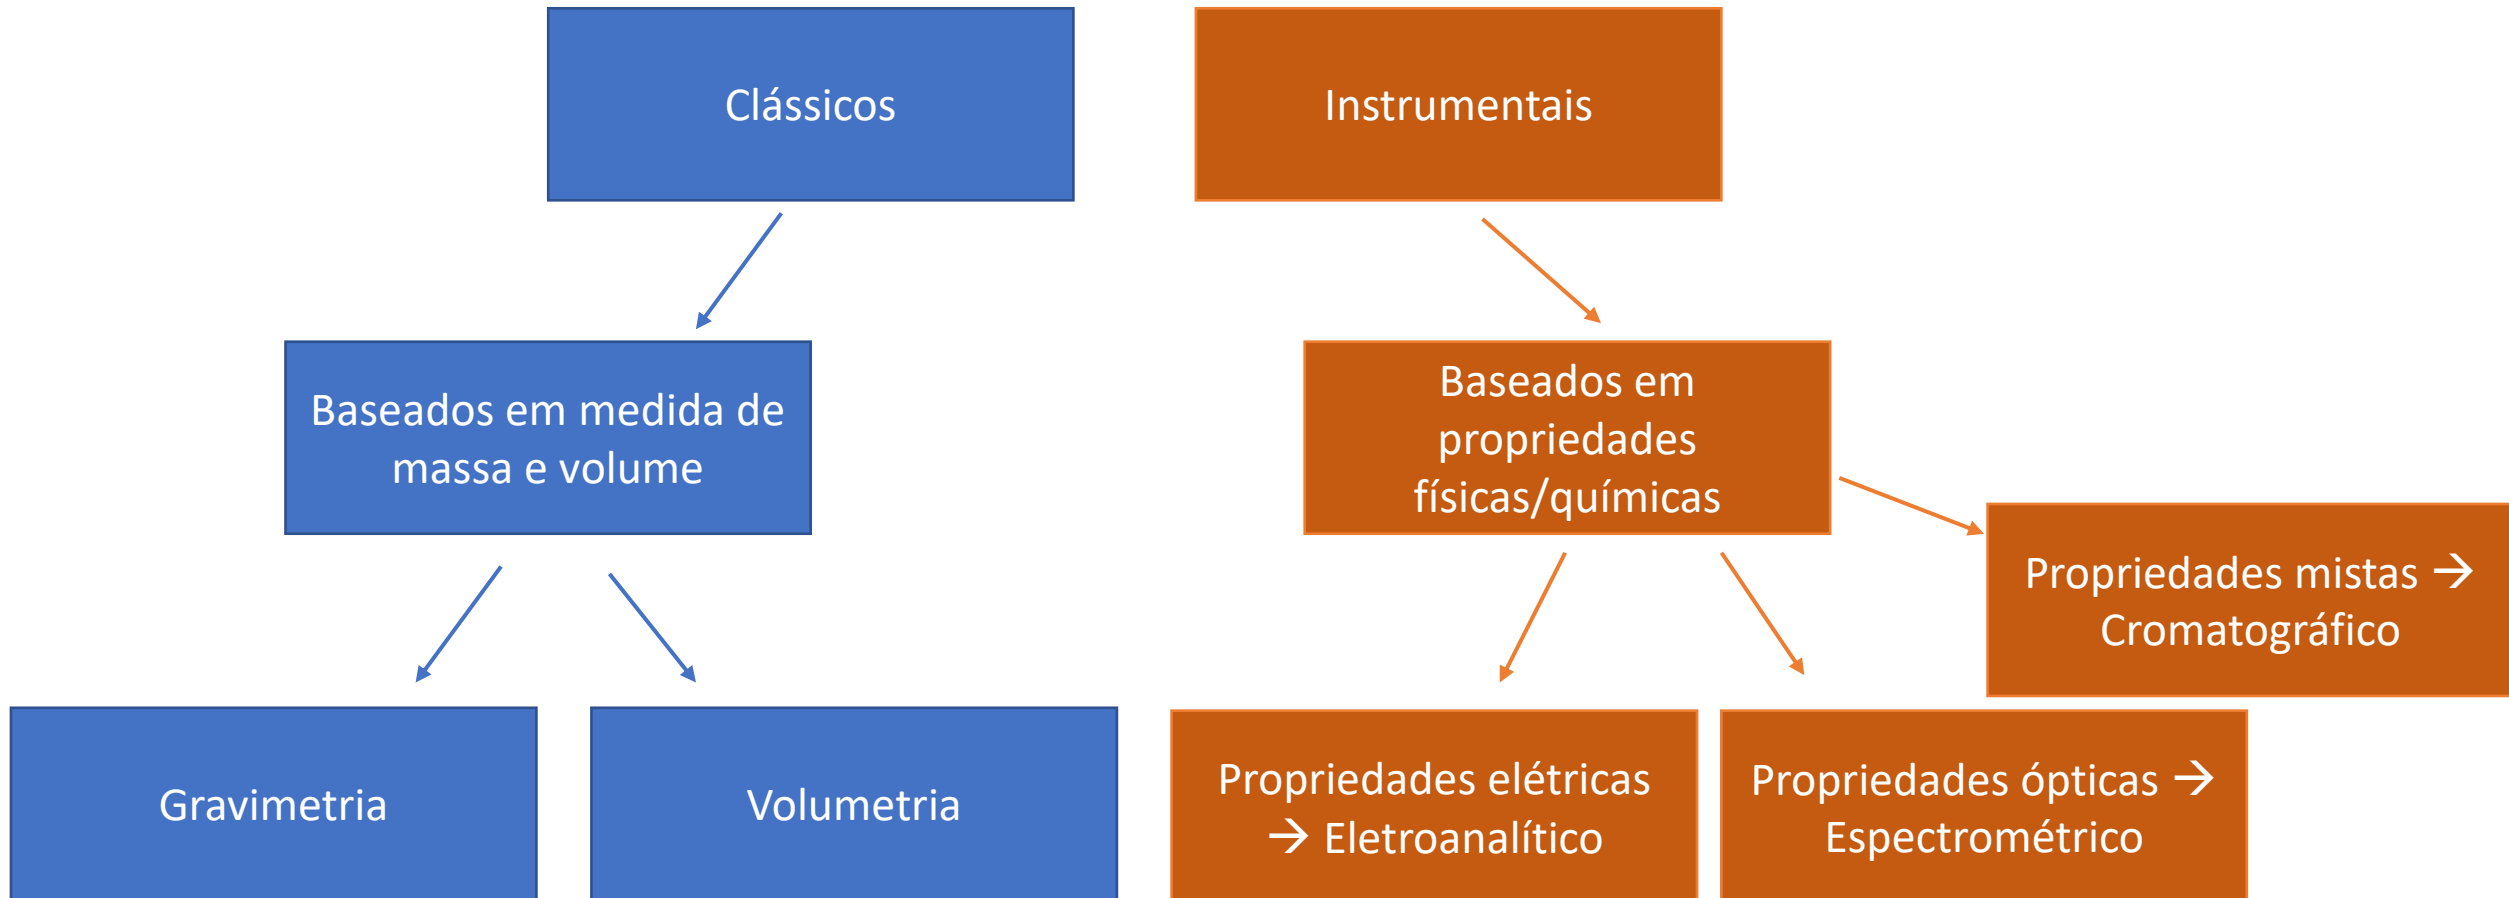 Clássicos
Instrumentais
Baseados em medida de
massa e volume
Baseados em
propriedades
físicas/químicas
Propriedades mistas →
Cromatográfico
Gravimetria
Volumetria
Propriedades elétricas
→ Eletroanalítico
Propriedades ópticas →
Espectrométrico